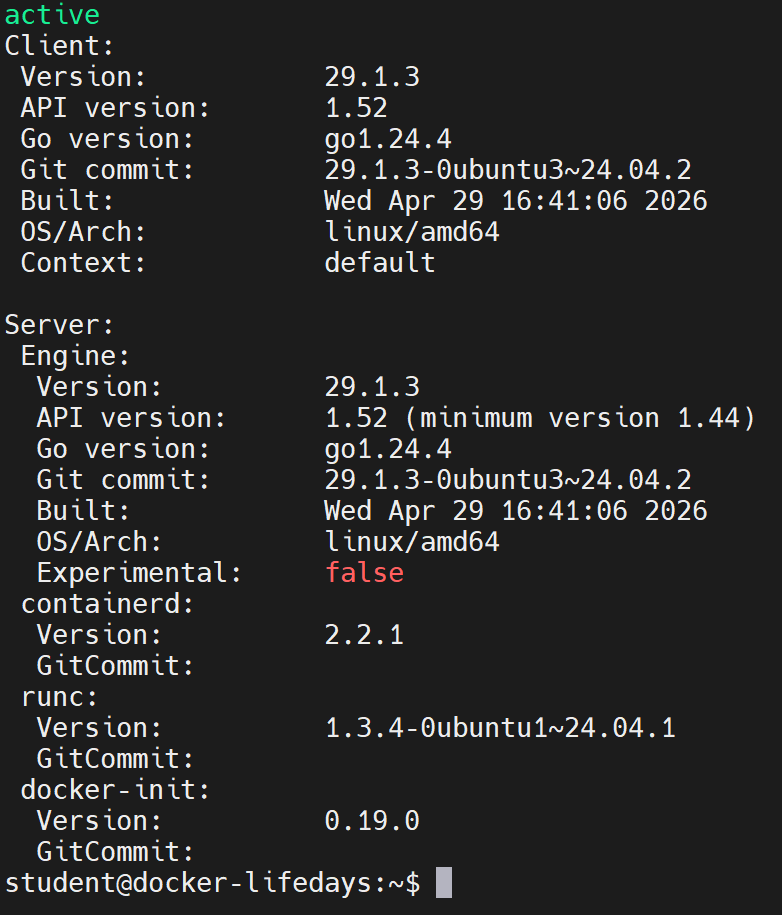 active
Client:
 Version:           29.1.3
 API version:       1.52
 Go version:        go1.24.4
 Git commit:        29.1.3-0ubuntu3~24.04.2
 Built:             Wed Apr 29 16:41:06 2026
 OS/Arch:           linux/amd64
 Context:           default

Server:
 Engine:
  Version:          29.1.3
  API version:      1.52 (minimum version 1.44)
  Go version:       go1.24.4
  Git commit:       29.1.3-0ubuntu3~24.04.2
  Built:            Wed Apr 29 16:41:06 2026
  OS/Arch:          linux/amd64
  Experimental:     false
 containerd:
  Version:          2.2.1
  GitCommit:
 runc:
  Version:          1.3.4-0ubuntu1~24.04.1
  GitCommit:
 docker-init:
  Version:          0.19.0
  GitCommit:
student@docker-lifedays:~$